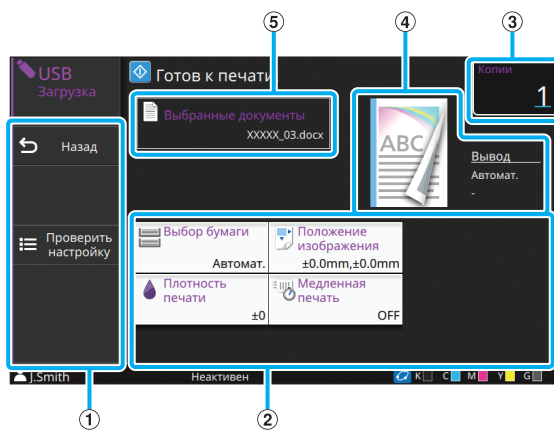 5
4
3
USB
Загрузка
Готов к печати
Копии
1
Выбранные документы
XXXXX_03.docx
ABC
Вывод
Автомат.
-
Назад
Проверить
настройку
Выбор бумаги
Автомат.
Положение
изображения
±0.0mm,±0.0mm
Плотность
печати
±0
Медленная
печать
OFF
J.Smith
Неактивен
K C M Y G
1
2